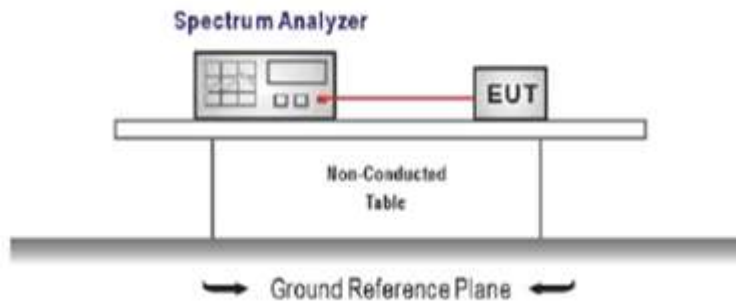 Spectrum Analyzer
EUT
Non-Conducted
Table
Ground Reference Plane